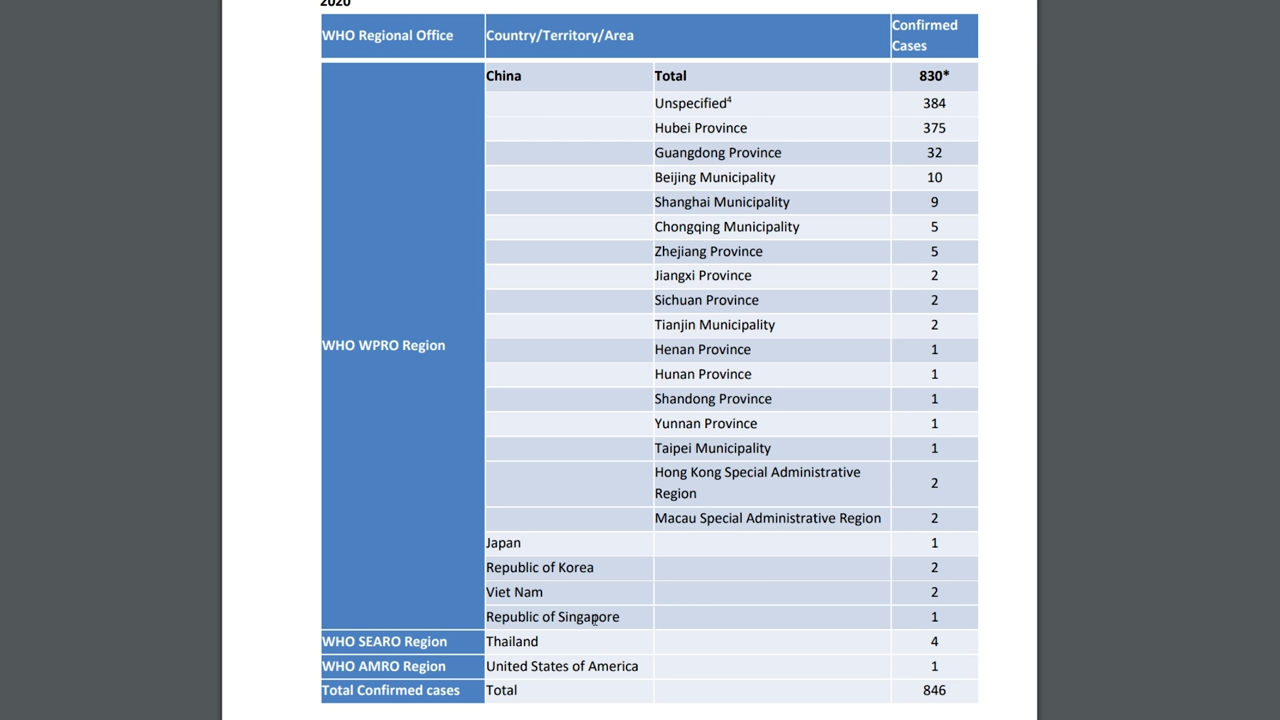 2020
WHO Regional Office Country/Territory/Area Confirmed
Cases
China Total 830*
Unspecified⁴ 384
Hubei Province 375
Guangdong Province 32
Beijing Municipality 10
Shanghai Municipality 9
Chongqing Municipality 5
Zhejiang Province 5
Jiangxi Province 2
Sichuan Province 2
Tianjin Municipality 2
WHO WPRO Region Henan Province 1
Hunan Province 1
Shandong Province 1
Yunnan Province 1
Taipei Municipality 1
Hong Kong Special Administrative
Region 2
Macau Special Administrative Region 2
Japan 1
Republic of Korea 2
Viet Nam 2
Republic of Singapore 1
WHO SEARO Region Thailand 4
WHO AMRO Region United States of America 1
Total Confirmed cases Total 846